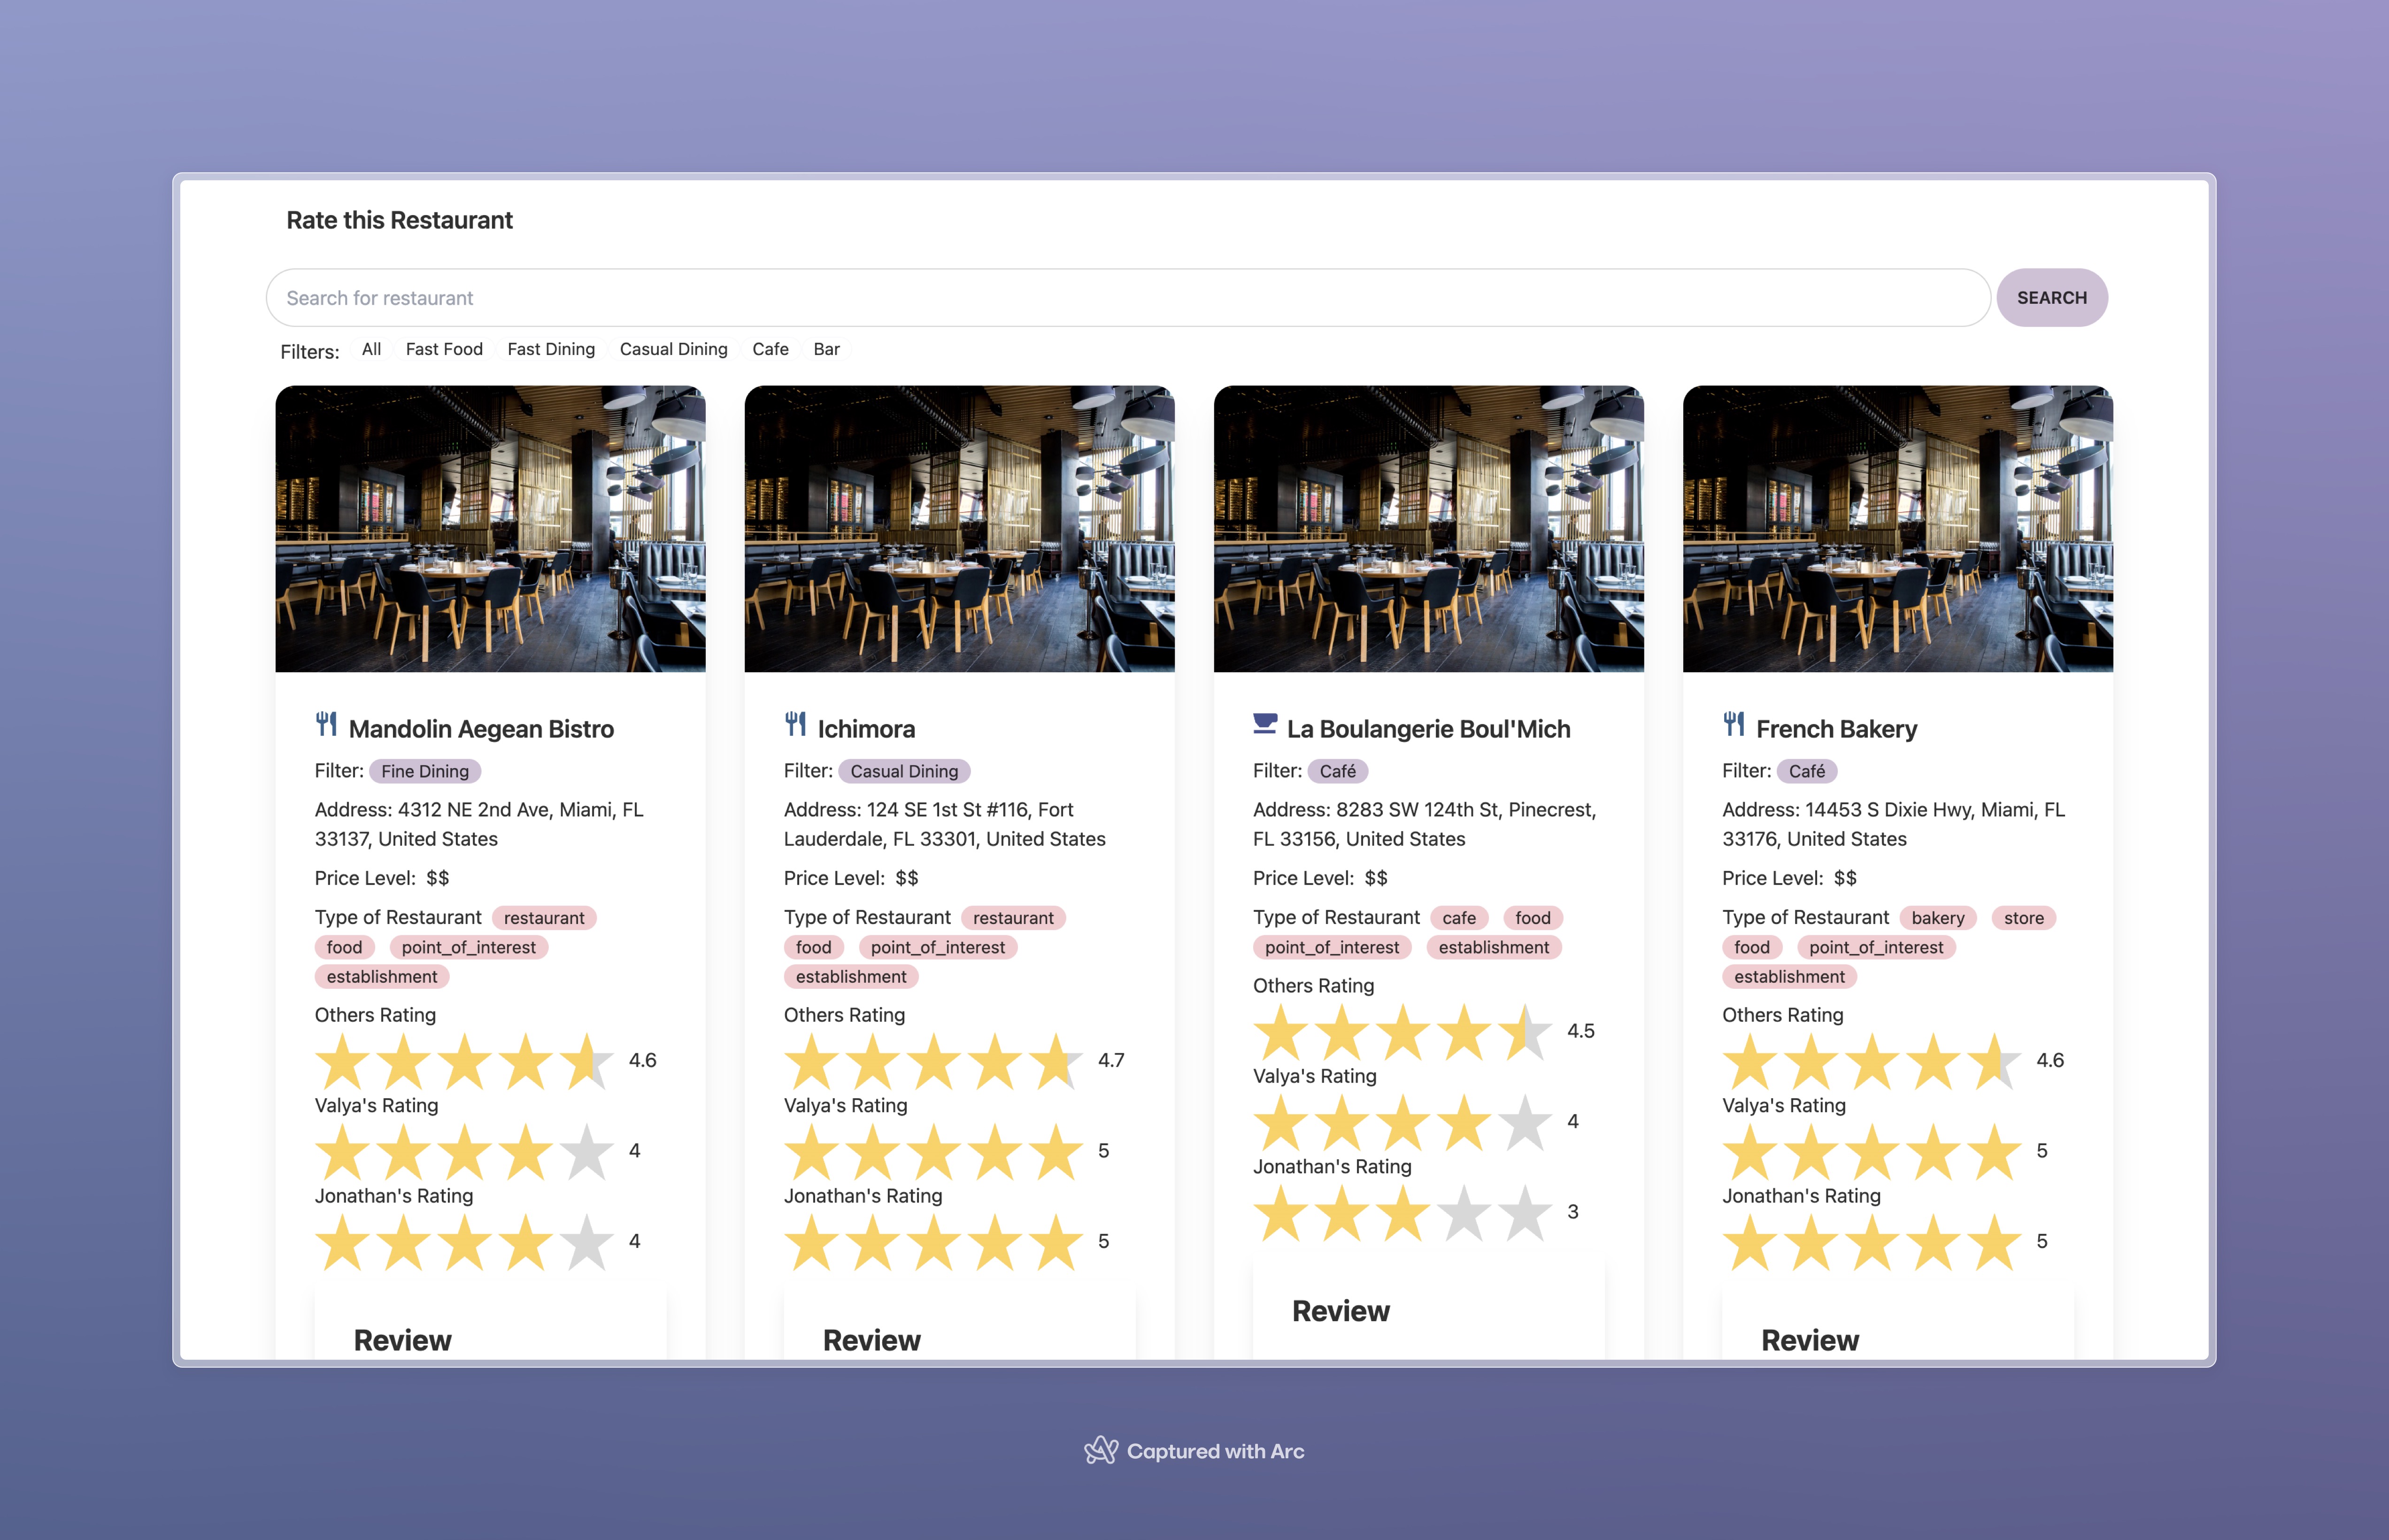 Rate this Restaurant
Search for restaurant
SEARCH
Filters: All Fast Food Fast Dining Casual Dining Cafe Bar
Mandolin Aegean Bistro
Filter: Fine Dining
Address: 4312 NE 2nd Ave, Miami, FL
33137, United States
Price Level: $$
Type of Restaurant restaurant
food point_of_interest
establishment
Others Rating
4.6
Valya's Rating
4
Jonathan's Rating
4
Review
Ichimora
Filter: Casual Dining
Address: 124 SE 1st St #116, Fort
Lauderdale, FL 33301, United States
Price Level: $$
Type of Restaurant restaurant
food point_of_interest
establishment
Others Rating
4.7
Valya's Rating
5
Jonathan's Rating
5
Review
La Boulangerie Boul'Mich
Filter: Café
Address: 8283 SW 124th St, Pinecrest,
FL 33156, United States
Price Level: $$
Type of Restaurant cafe food
point_of_interest establishment
Others Rating
4.5
Valya's Rating
4
Jonathan's Rating
3
Review
French Bakery
Filter: Café
Address: 14453 S Dixie Hwy, Miami, FL
33176, United States
Price Level: $$
Type of Restaurant bakery store
food point_of_interest
establishment
Others Rating
4.6
Valya's Rating
5
Jonathan's Rating
5
Review
Captured with Arc